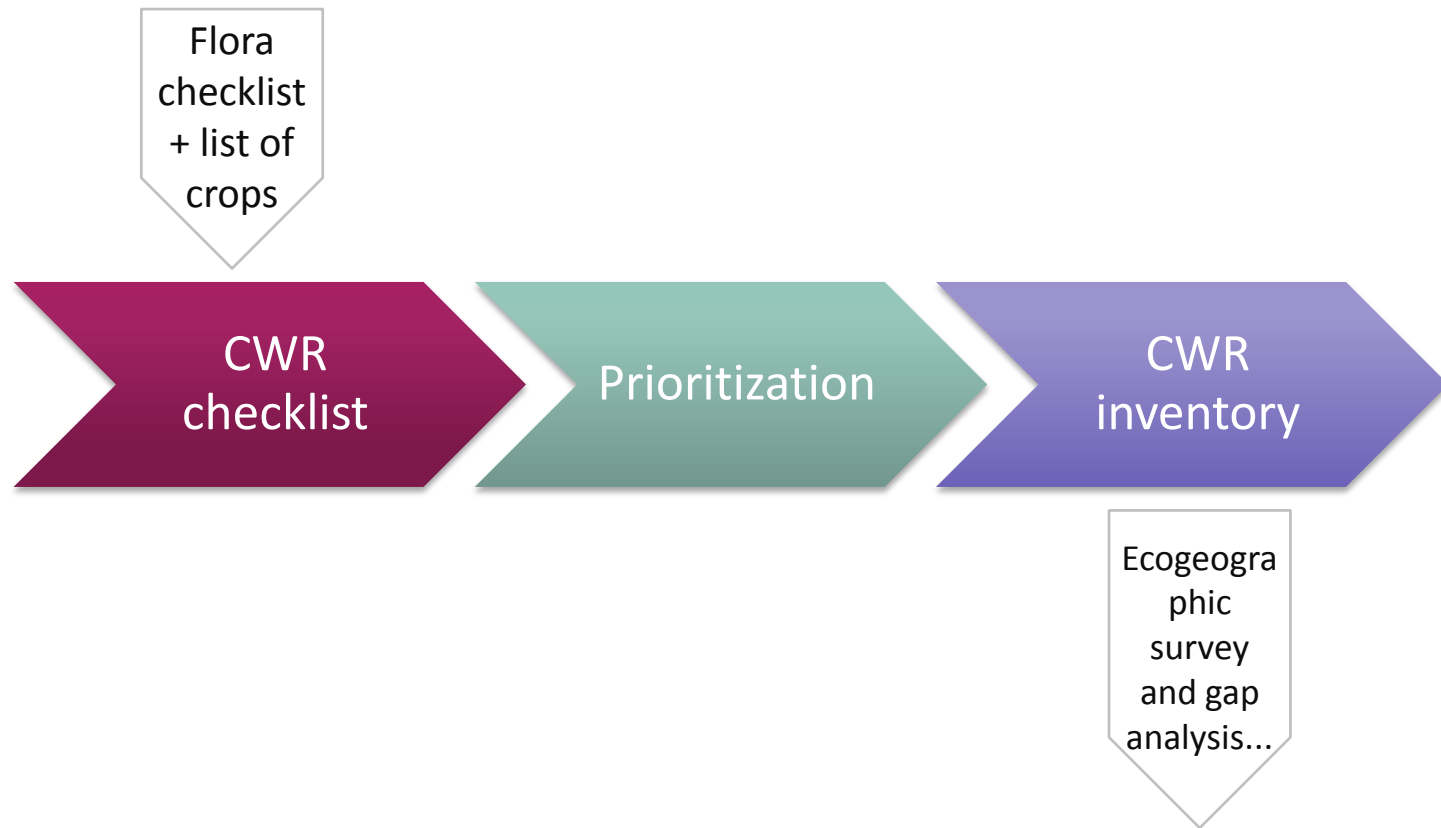 Flora
checklist
+ list of
crops
CWR
checklist
Prioritization
CWR
inventory
Ecogeogra
phic
survey
and gap
analysis...